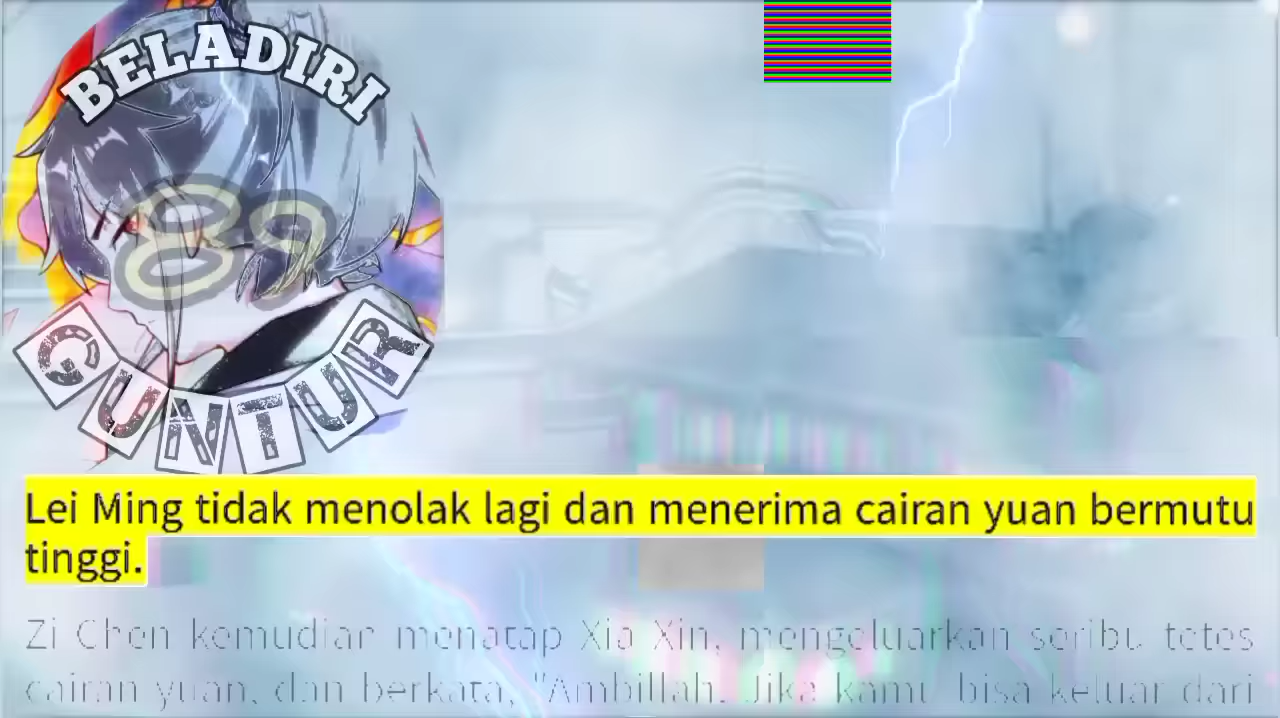 BELADIRI
89
GUNTUR
Lei Ming tidak menolak lagi dan menerima cairan yuan bermutu
tinggi.
Zi Chen kemudian menatap Xia Xin, mengeluarkan seribu tetes
cairan yuan, dan berkata, "Ambillah. Jika kamu bisa keluar dari